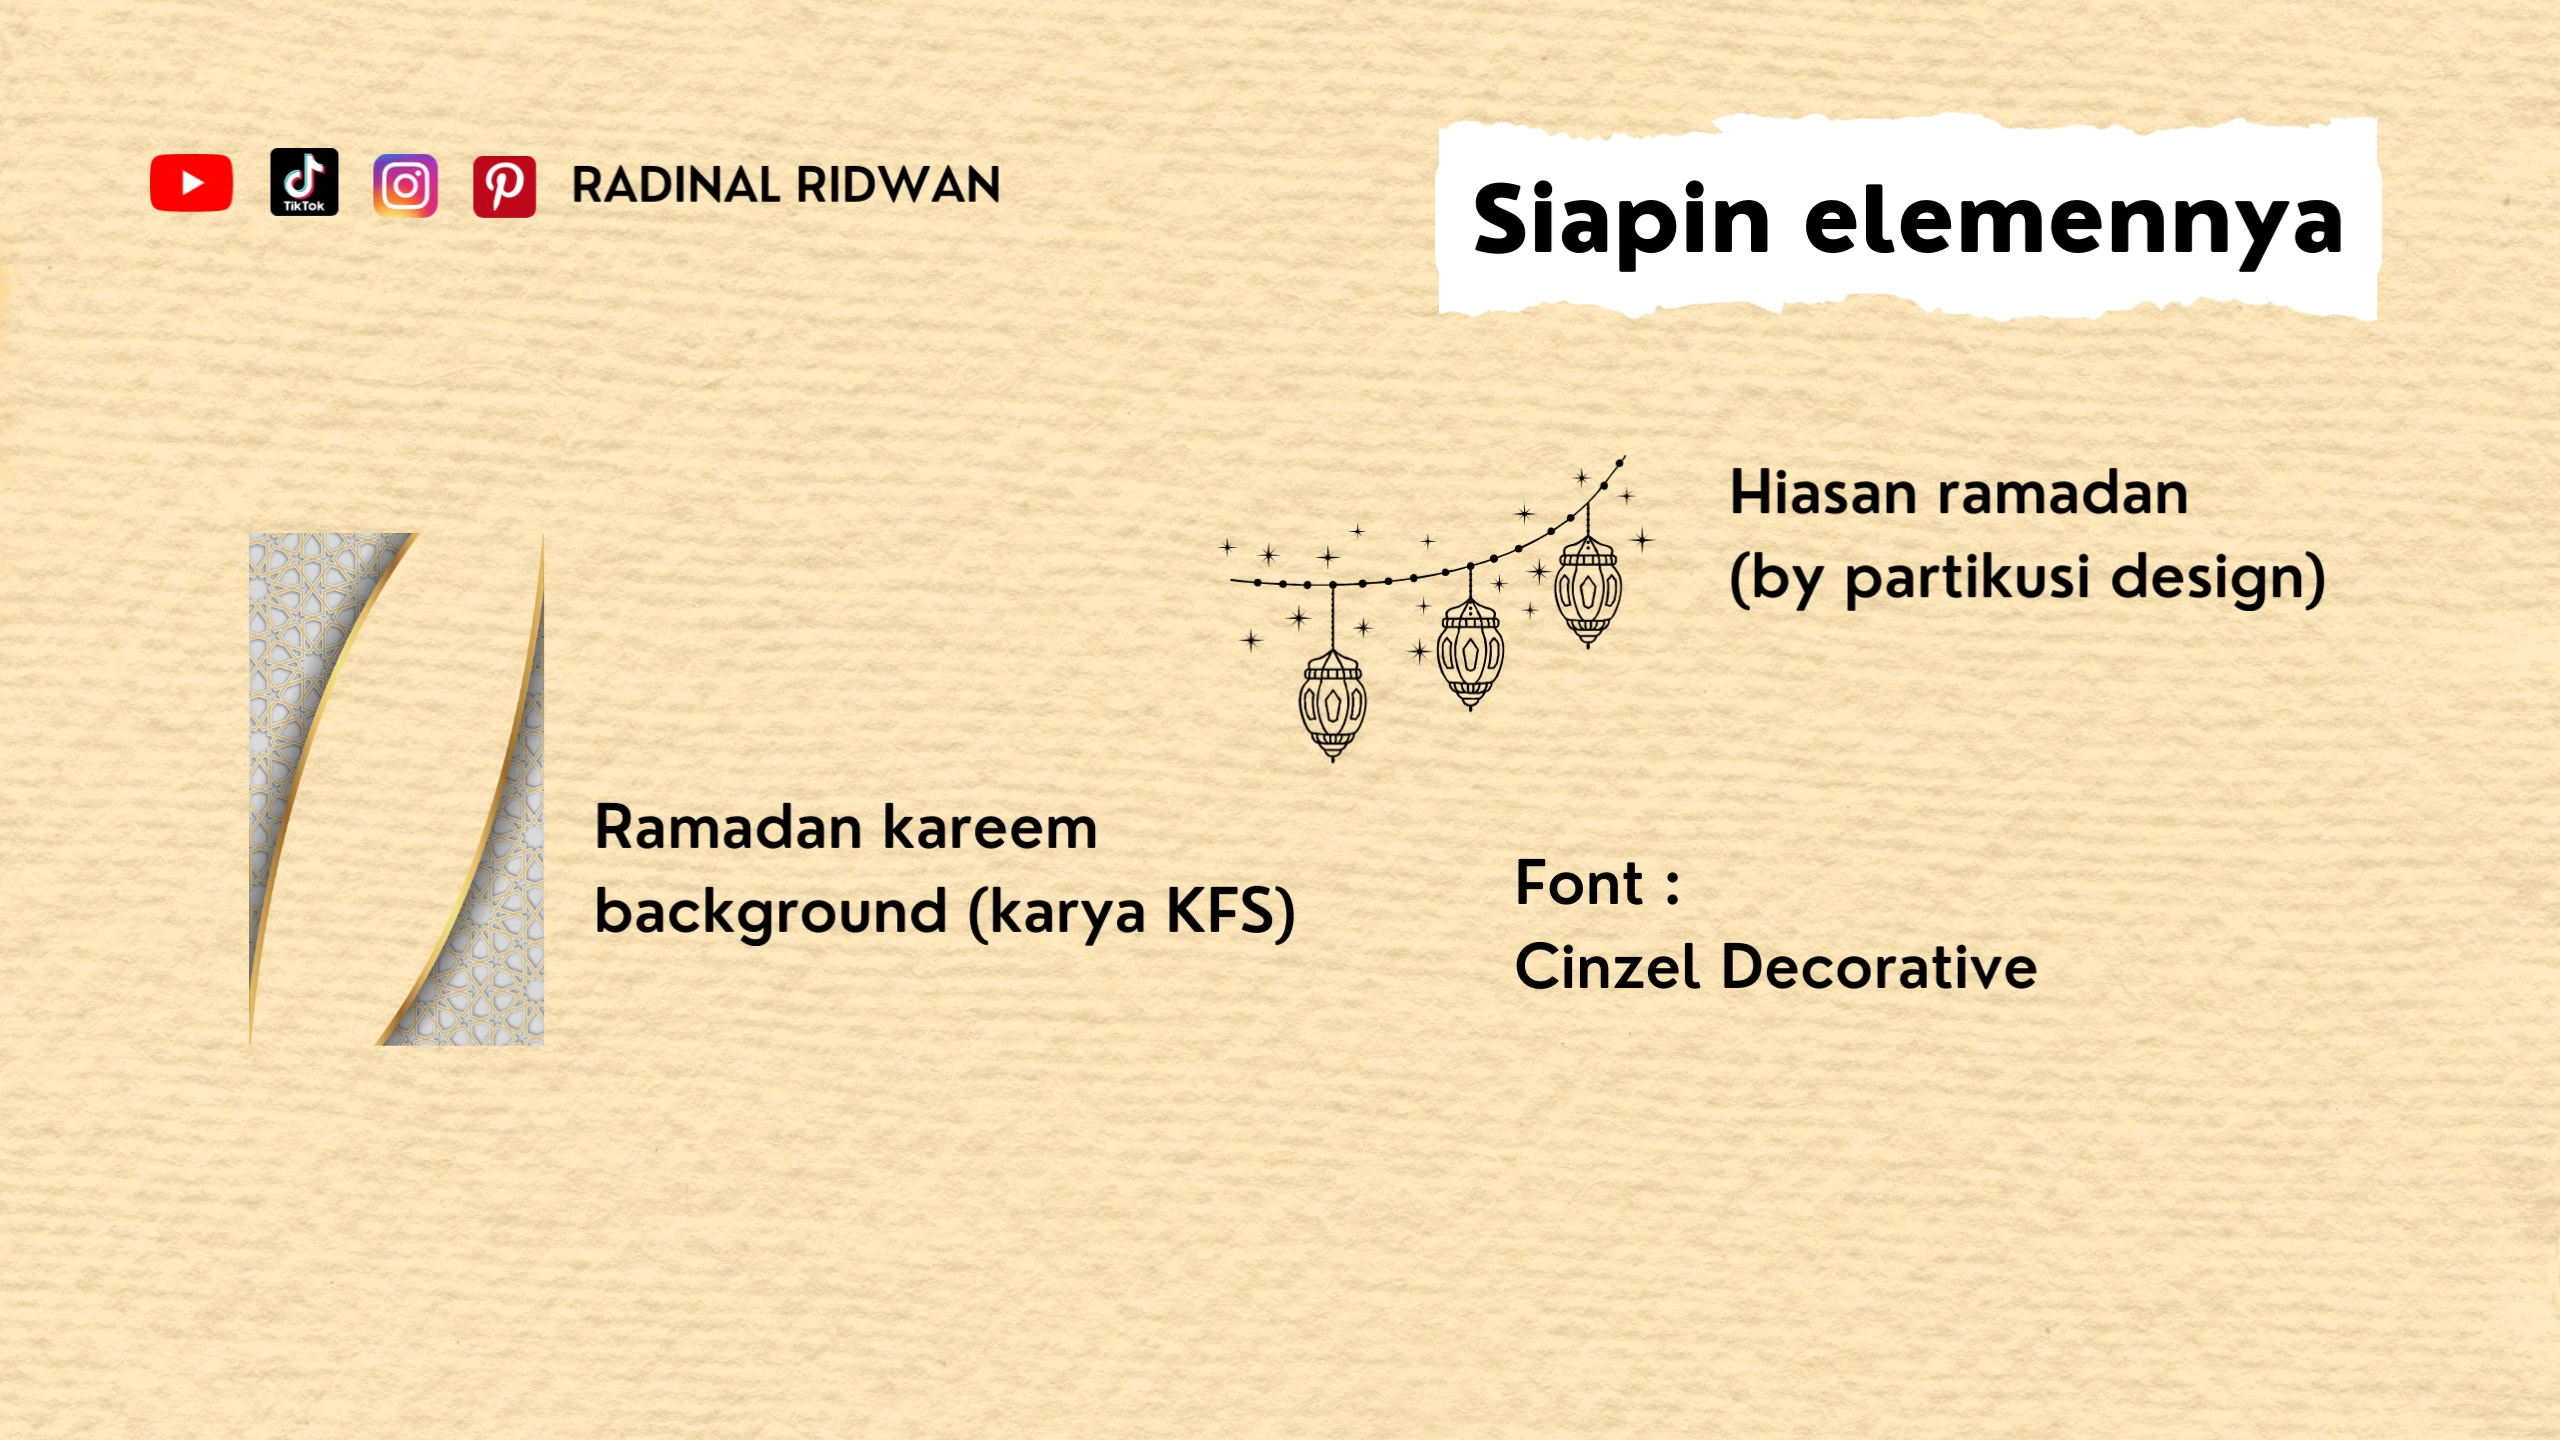 TikTok
RADINAL RIDWAN
Siapin elemennya
Hiasan ramadan
(by partikusi design)
Ramadan kareem
background (karya KFS)
Font :
Cinzel Decorative